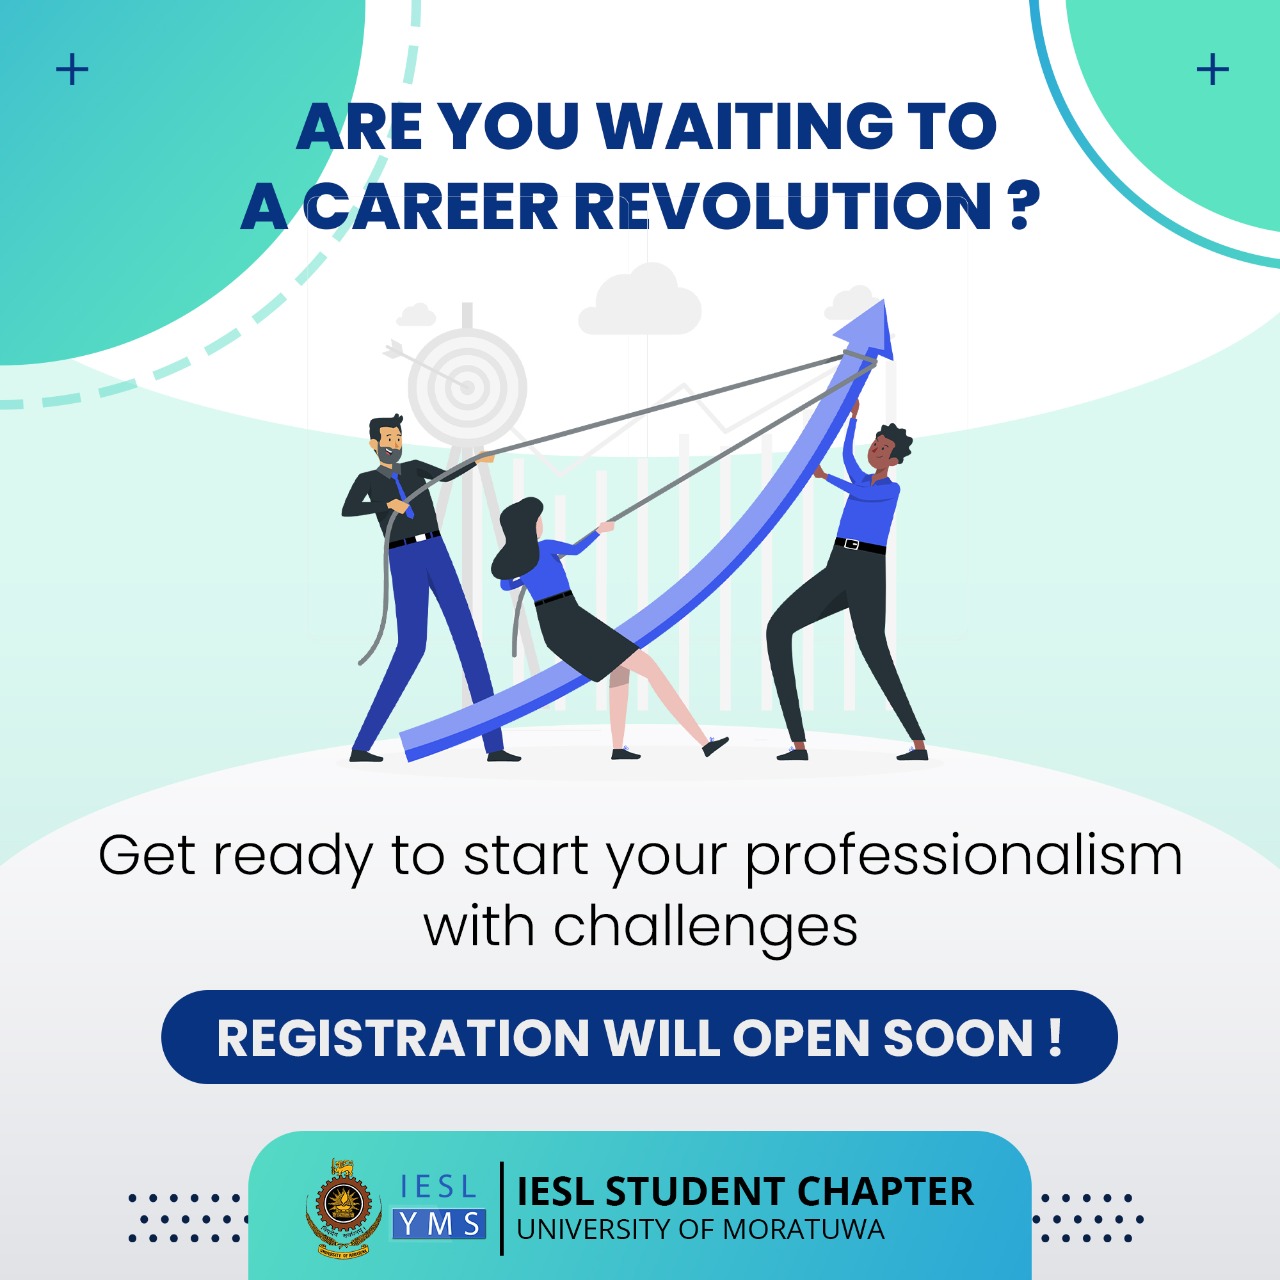 ARE YOU WAITING TO
A CAREER REVOLUTION ?
Get ready to start your professionalism
with challenges
REGISTRATION WILL OPEN SOON !
IESL
YMS
IESL STUDENT CHAPTER
UNIVERSITY OF MORATUWA